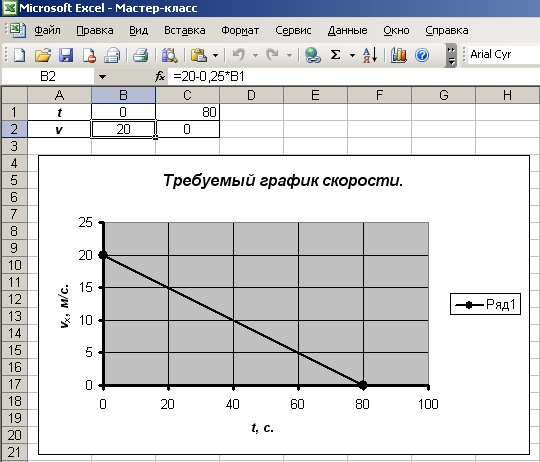 Microsoft Excel - Мастер-класс
Файл Правка Вид Вставка Формат Сервис Данные Окно Справка
Σ Arial Cyr
B2 fx =20-0,25*B1
A B C D E F G H
1 t 0 80
2 v 20 0
3
4
5
6
7
8
9
10
11
12
13
14
15
16
17
18
19
20
21
Требуемый график скорости.
25
20
15
10
5
0
vx, м/с.
0 20 40 60 80 100
t, с.
Ряд1